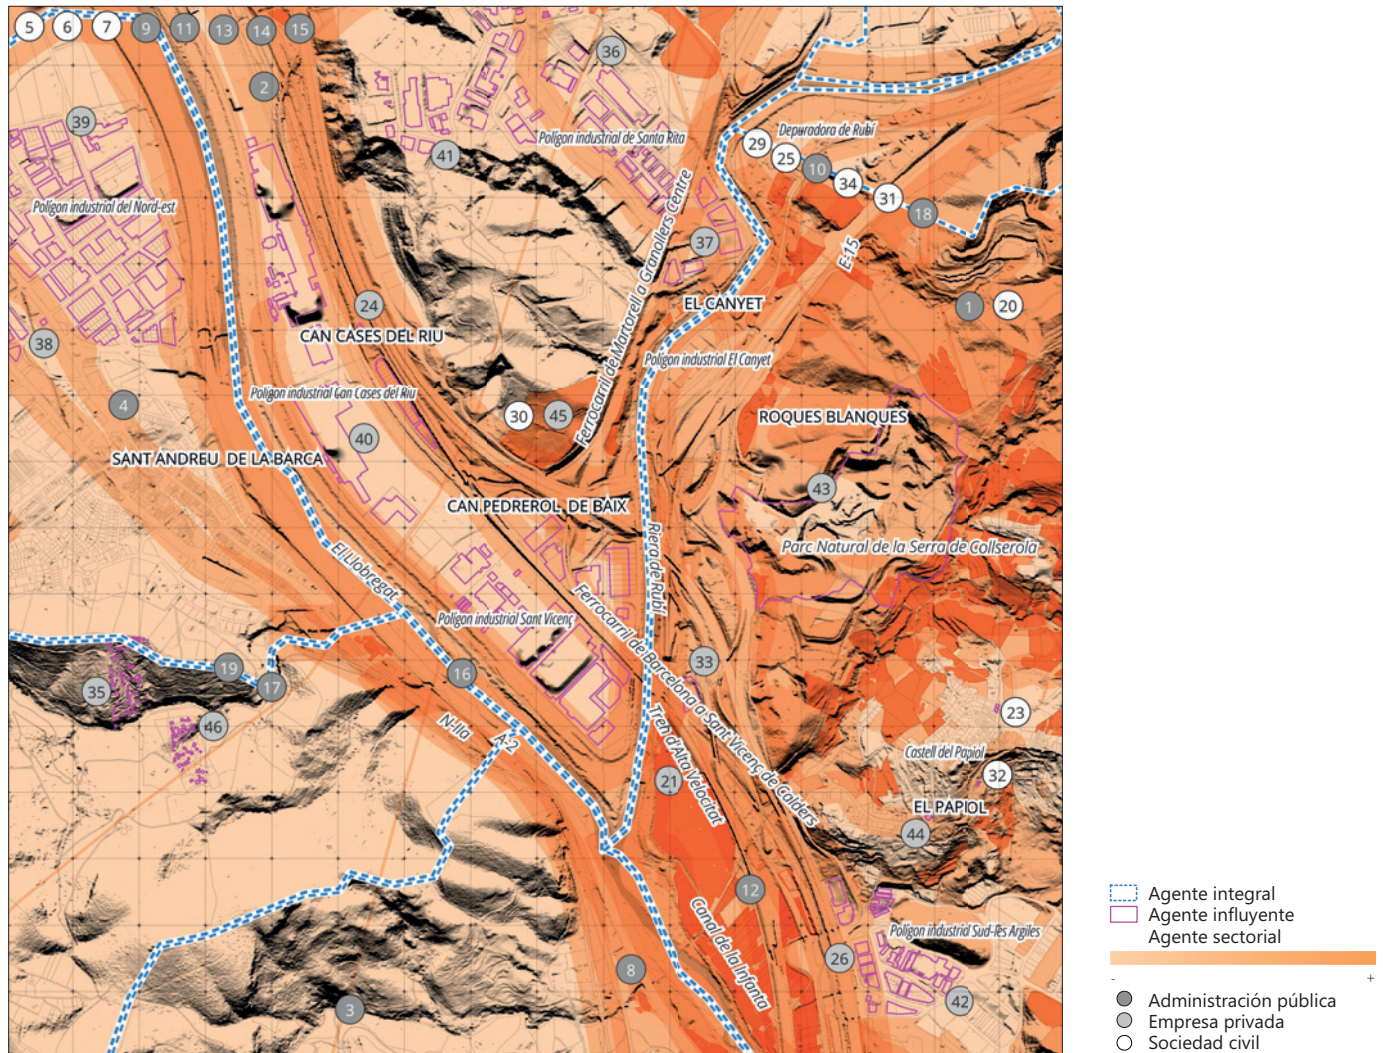 5 6 7 9 11 13 14 15
36
2
39
Polígon industrial de Santa Rita
Depuradora de Rubí
41
29
25
10
34
31
18
Polígon industrial del Nord-est
37
E-15
Ferrocarril de Martorell a Granollers Centre
24
EL CANYET
1 20
38
CAN CASES DEL RIU
Polígon industrial El Canyet
Polígon industrial Can Cases del Riu
4
30 45
ROQUES BLANQUES
40
SANT ANDREU DE LA BARCA
43
CAN PEDREROL DE BAIX
Parc Natural de la Serra de Collserola
El Llobregat
Riera de Rubí
Polígon industrial Sant Vicenç
Ferrocarril de Barcelona a Sant Vicenç de Calders
19
17
16
33
35
46
N-IIa
A-2
Tren d'Alta Velocitat
23
Castell del Papiol
32
21
EL PAPIOL
44
12
Canal de la Infanta
Polígon industrial Sud-les Argiles
26
8
42
3
Agente integral
Agente influyente
Agente sectorial
- +
Administración pública
Empresa privada
Sociedad civil